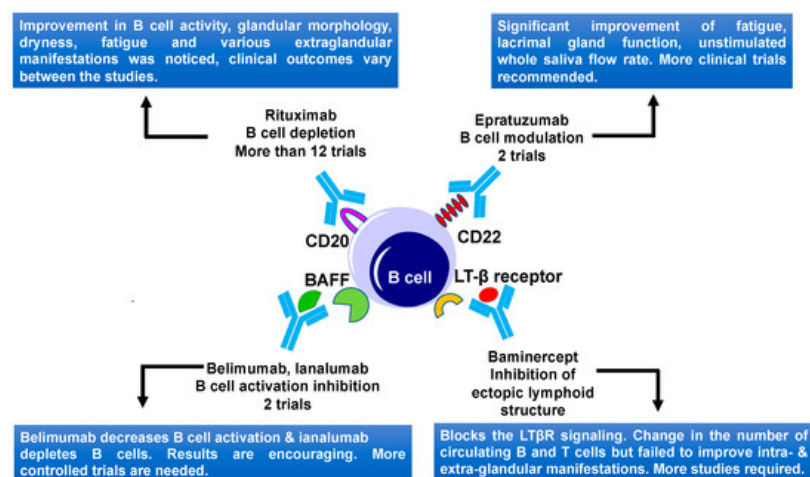 Improvement in B cell activity, glandular morphology,
dryness, fatigue and various extraglandular
manifestations was noticed, clinical outcomes vary
between the studies.
Significant improvement of fatigue,
lacrimal gland function, unstimulated
whole saliva flow rate. More clinical trials
recommended.
Rituximab
B cell depletion
More than 12 trials
Epratuzumab
B cell modulation
2 trials
CD20
CD22
BAFF
B cell
LT-β receptor
Belimumab, Ianalumab
B cell activation inhibition
2 trials
Baminercept
Inhibition of
ectopic lymphoid
structure
Belimumab decreases B cell activation & ianalumab
depletes B cells. Results are encouraging. More
controlled trials are needed.
Blocks the LTβR signaling. Change in the number of
circulating B and T cells but failed to improve intra- &
extra-glandular manifestations. More studies required.